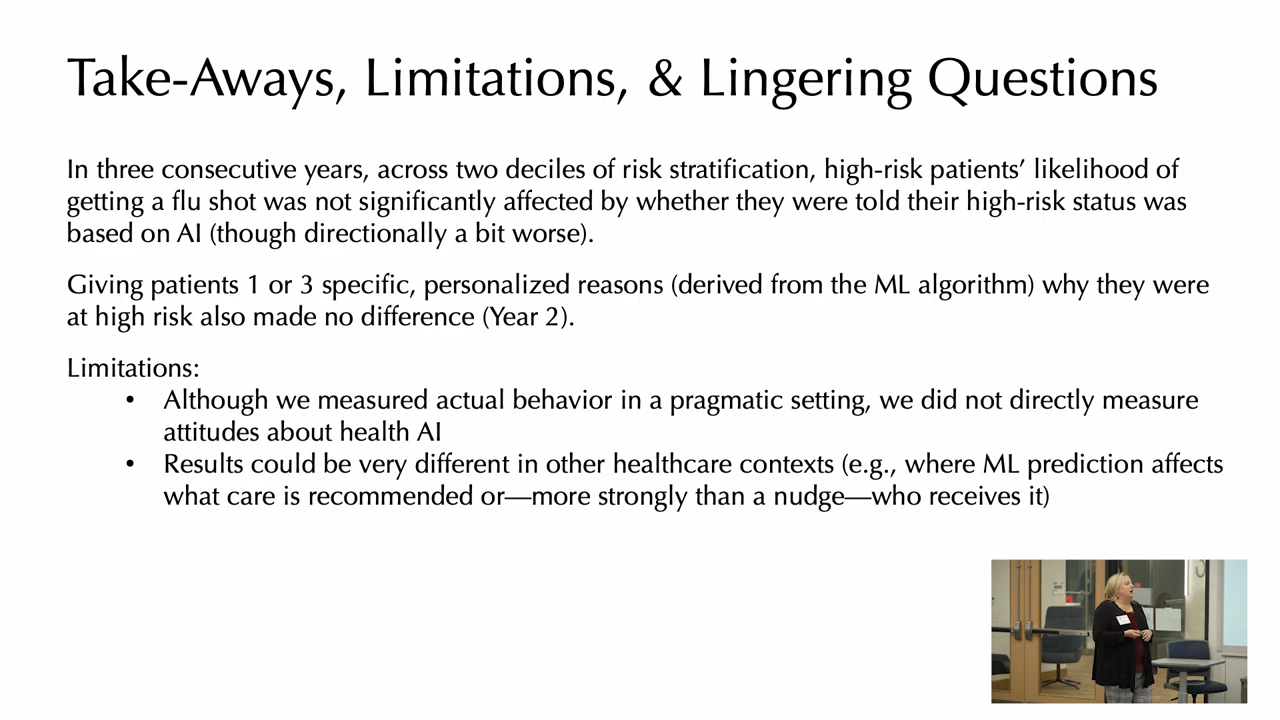 Take-Aways, Limitations, & Lingering Questions
In three consecutive years, across two deciles of risk stratification, high-risk patients’ likelihood of
getting a flu shot was not significantly affected by whether they were told their high-risk status was
based on AI (though directionally a bit worse).
Giving patients 1 or 3 specific, personalized reasons (derived from the ML algorithm) why they were
at high risk also made no difference (Year 2).
Limitations:
• Although we measured actual behavior in a pragmatic setting, we did not directly measure
attitudes about health AI
• Results could be very different in other healthcare contexts (e.g., where ML prediction affects
what care is recommended or—more strongly than a nudge—who receives it)